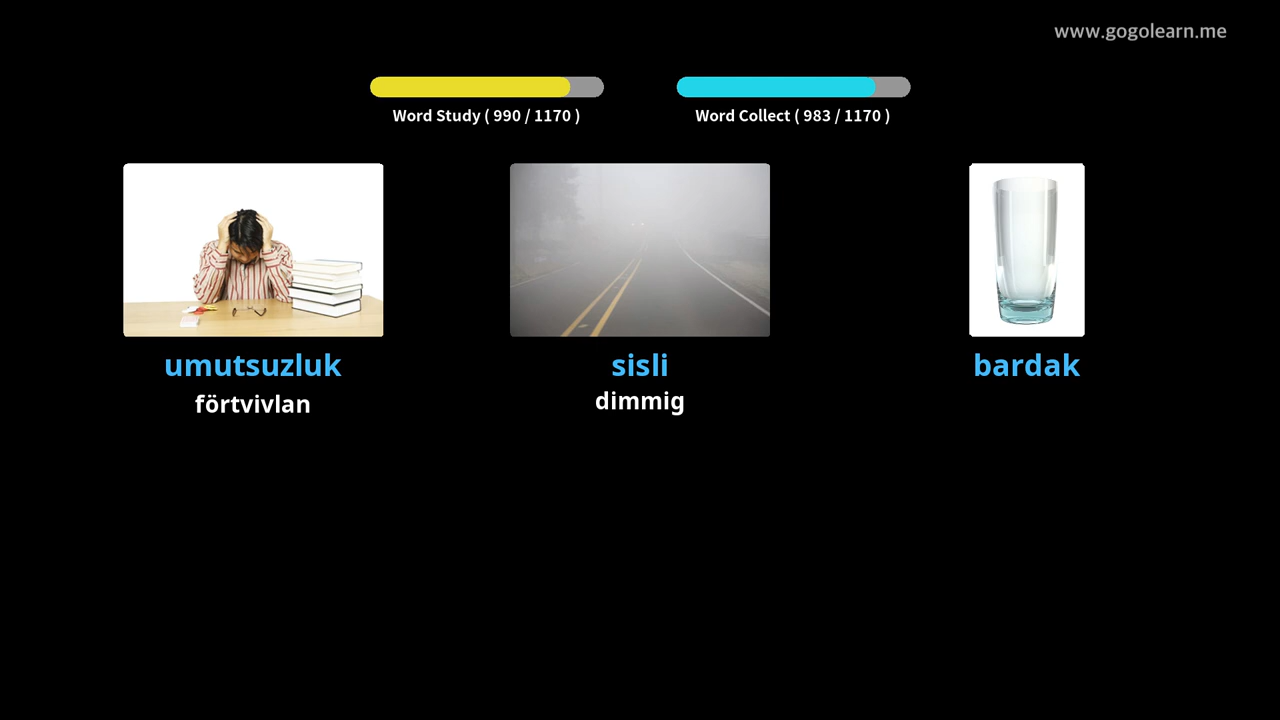 www.gogolearn.me
Word Study ( 990 / 1170 )
Word Collect ( 983 / 1170 )
umutsuzluk
förtvivlan
sisli
dimmig
bardak